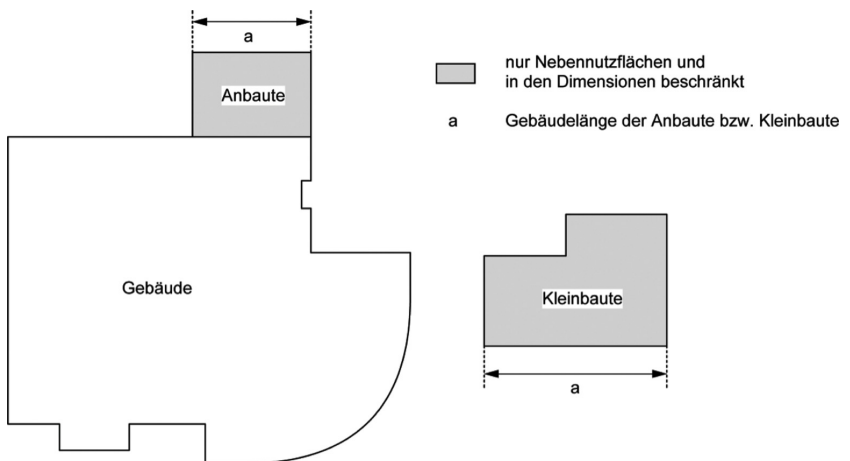 a
Anbaute
nur Nebennutzflächen und
in den Dimensionen beschränkt
a Gebäudelänge der Anbaute bzw. Kleinbaute
Gebäude
Kleinbaute
a